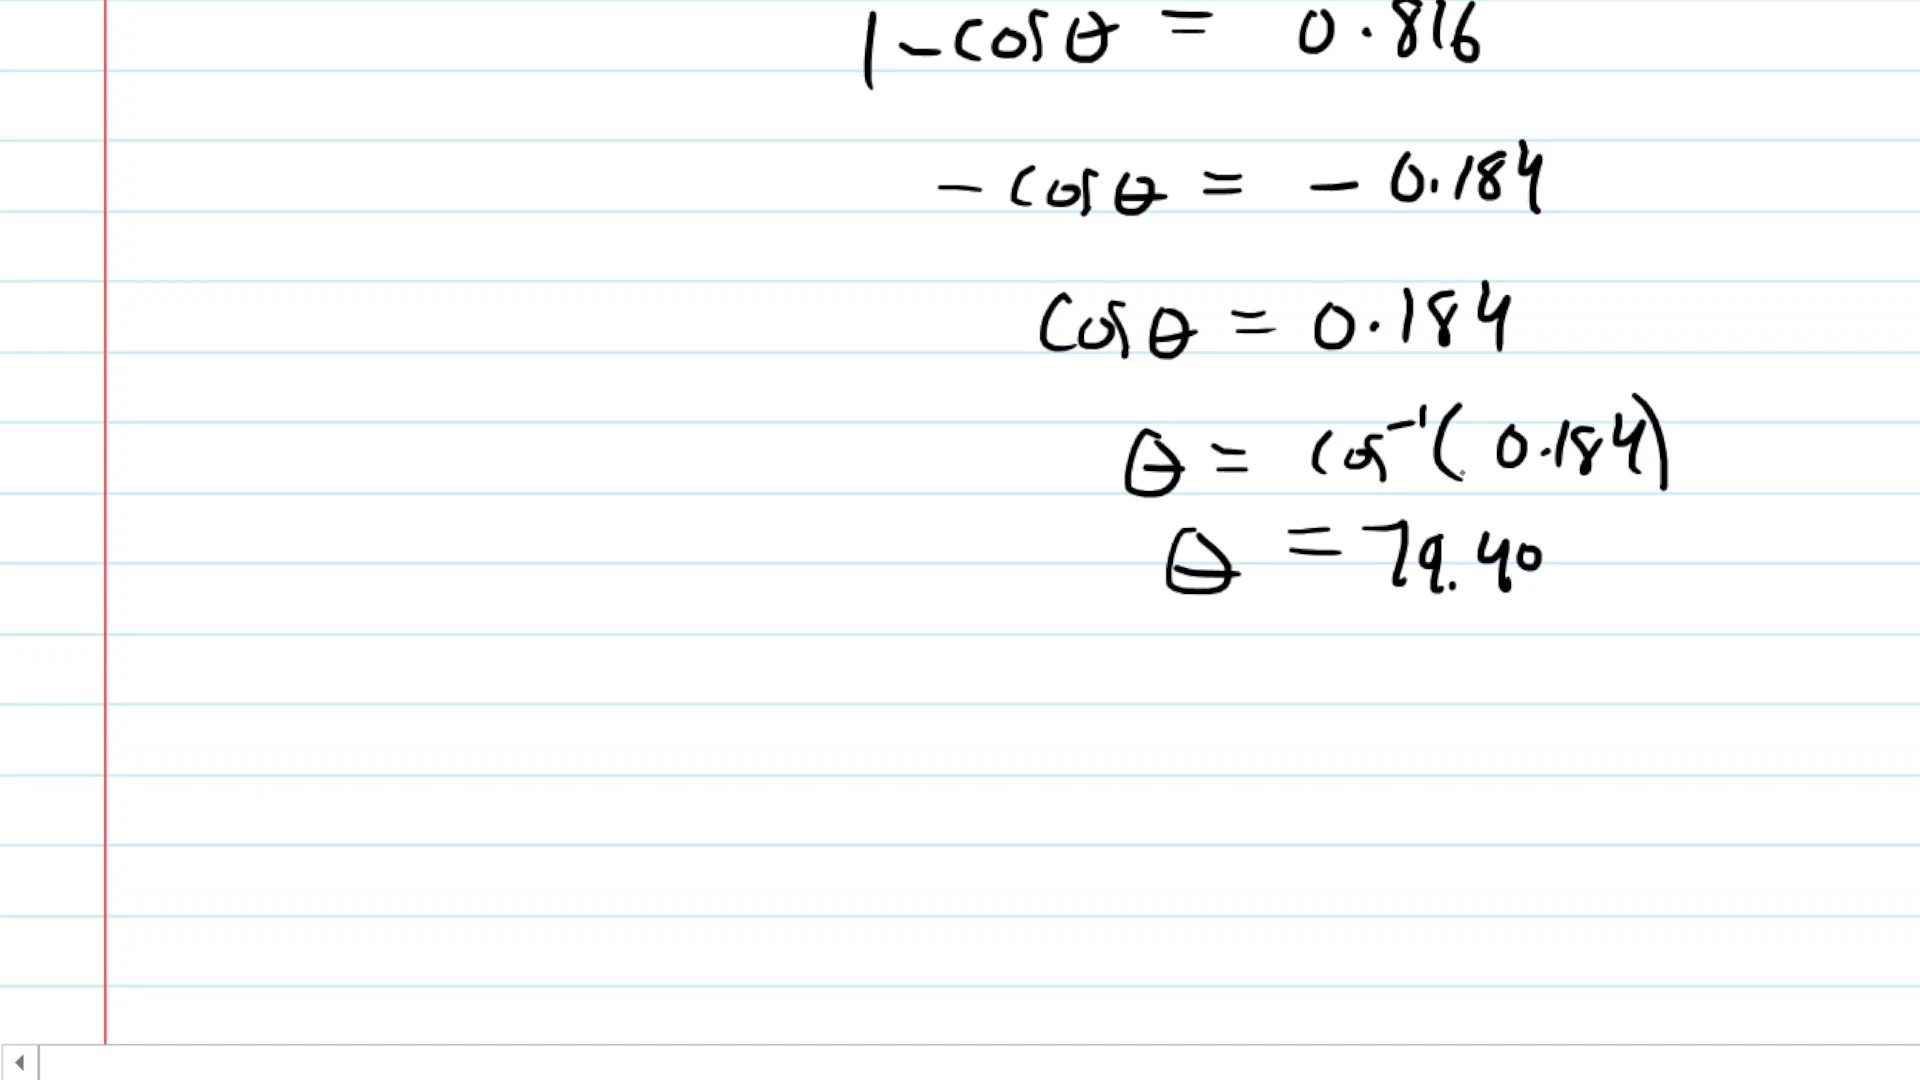 1 - cos θ = 0.816
- cos θ = - 0.184
cos θ = 0.184
θ = cos⁻¹( 0.184)
θ = 79.40